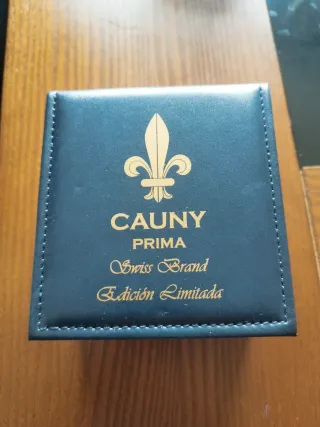 CAUNY
PRIMA
Swiss Brand
Edición Limitada